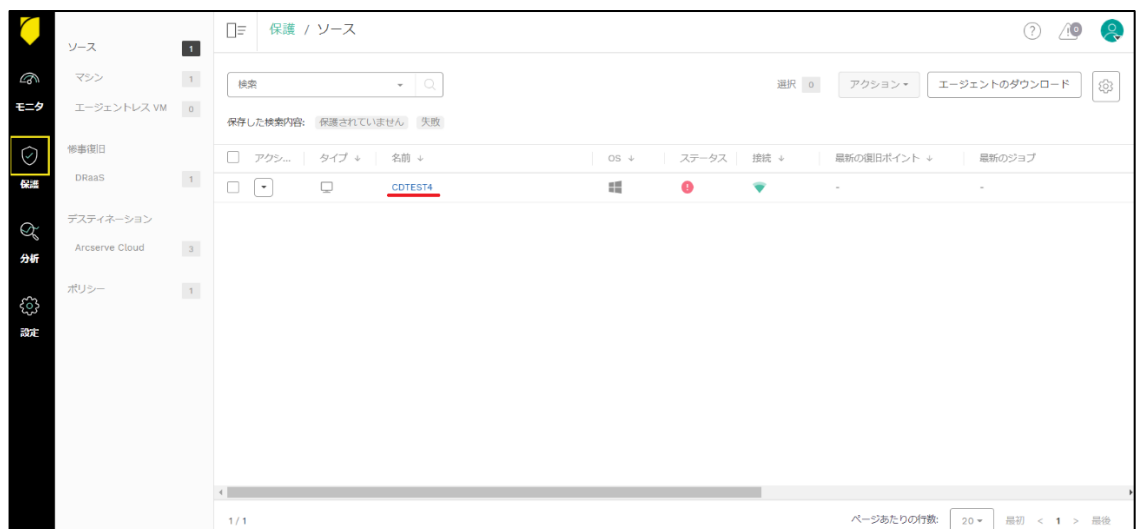 保護 / ソース
0
ソース 1
マシン 1
エージェントレス VM 0
惨事復旧
DRaaS 1
デスティネーション
Arcserve Cloud 3
ポリシー 1
モニタ
保護
分析
設定
検索
選択 0
アクション
エージェントのダウンロード
保存した検索内容: 保護されていません 失敗
アクシ... タイプ 名前 OS ステータス 接続 最新の復旧ポイント 最新のジョブ
CDTEST4 - -
1 / 1
ページあたりの行数: 20 最初 < 1 > 最後